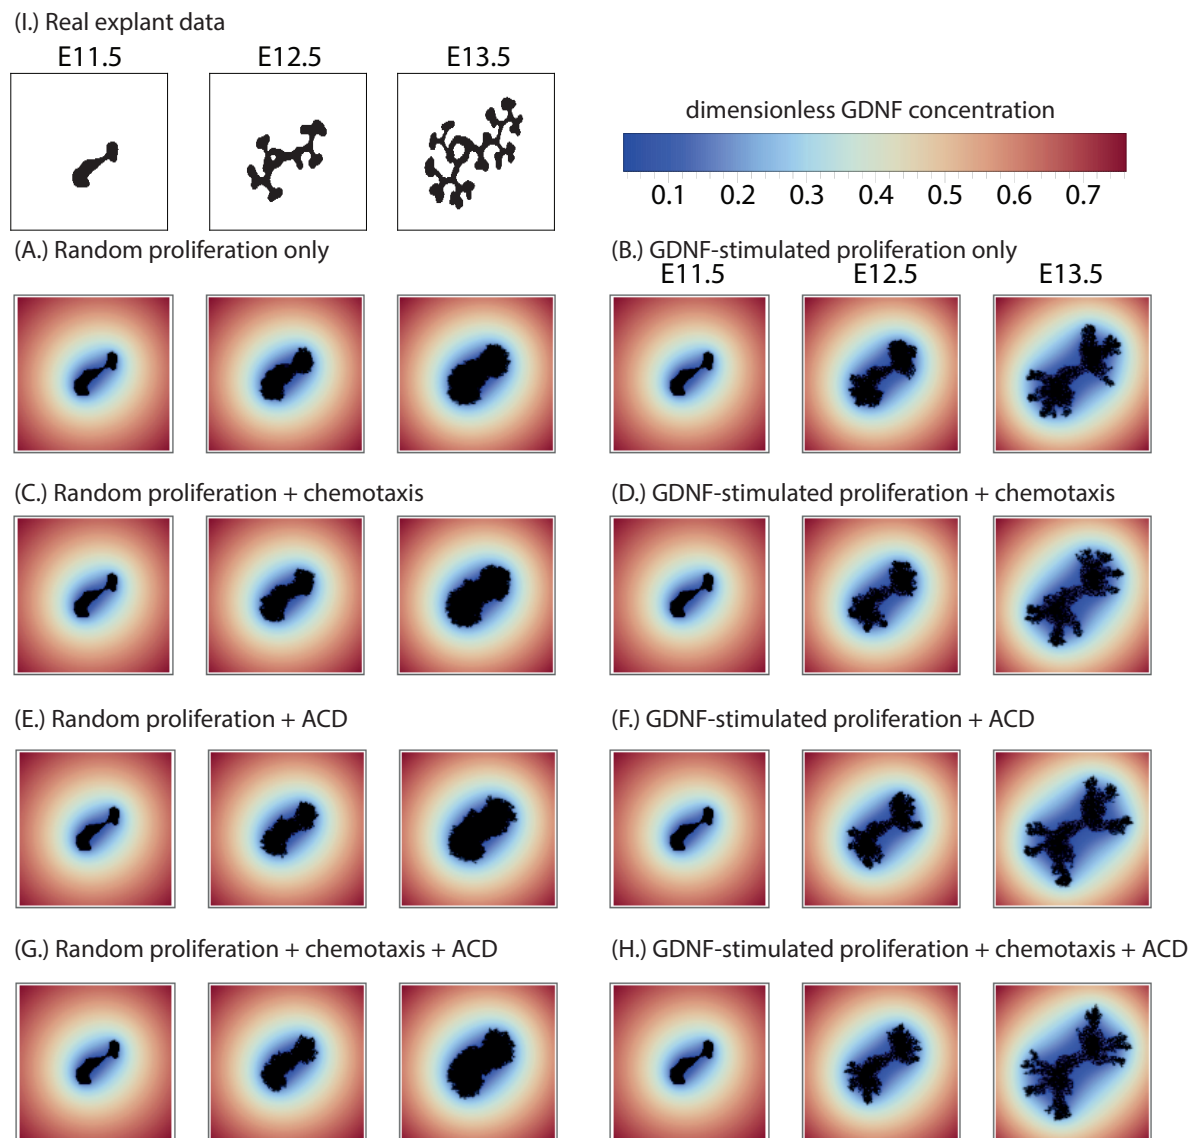 (I.) Real explant data
E11.5 E12.5 E13.5
dimensionless GDNF concentration
0.1 0.2 0.3 0.4 0.5 0.6 0.7
(A.) Random proliferation only
(B.) GDNF-stimulated proliferation only
E11.5 E12.5 E13.5
(C.) Random proliferation + chemotaxis
(D.) GDNF-stimulated proliferation + chemotaxis
(E.) Random proliferation + ACD
(F.) GDNF-stimulated proliferation + ACD
(G.) Random proliferation + chemotaxis + ACD
(H.) GDNF-stimulated proliferation + chemotaxis + ACD